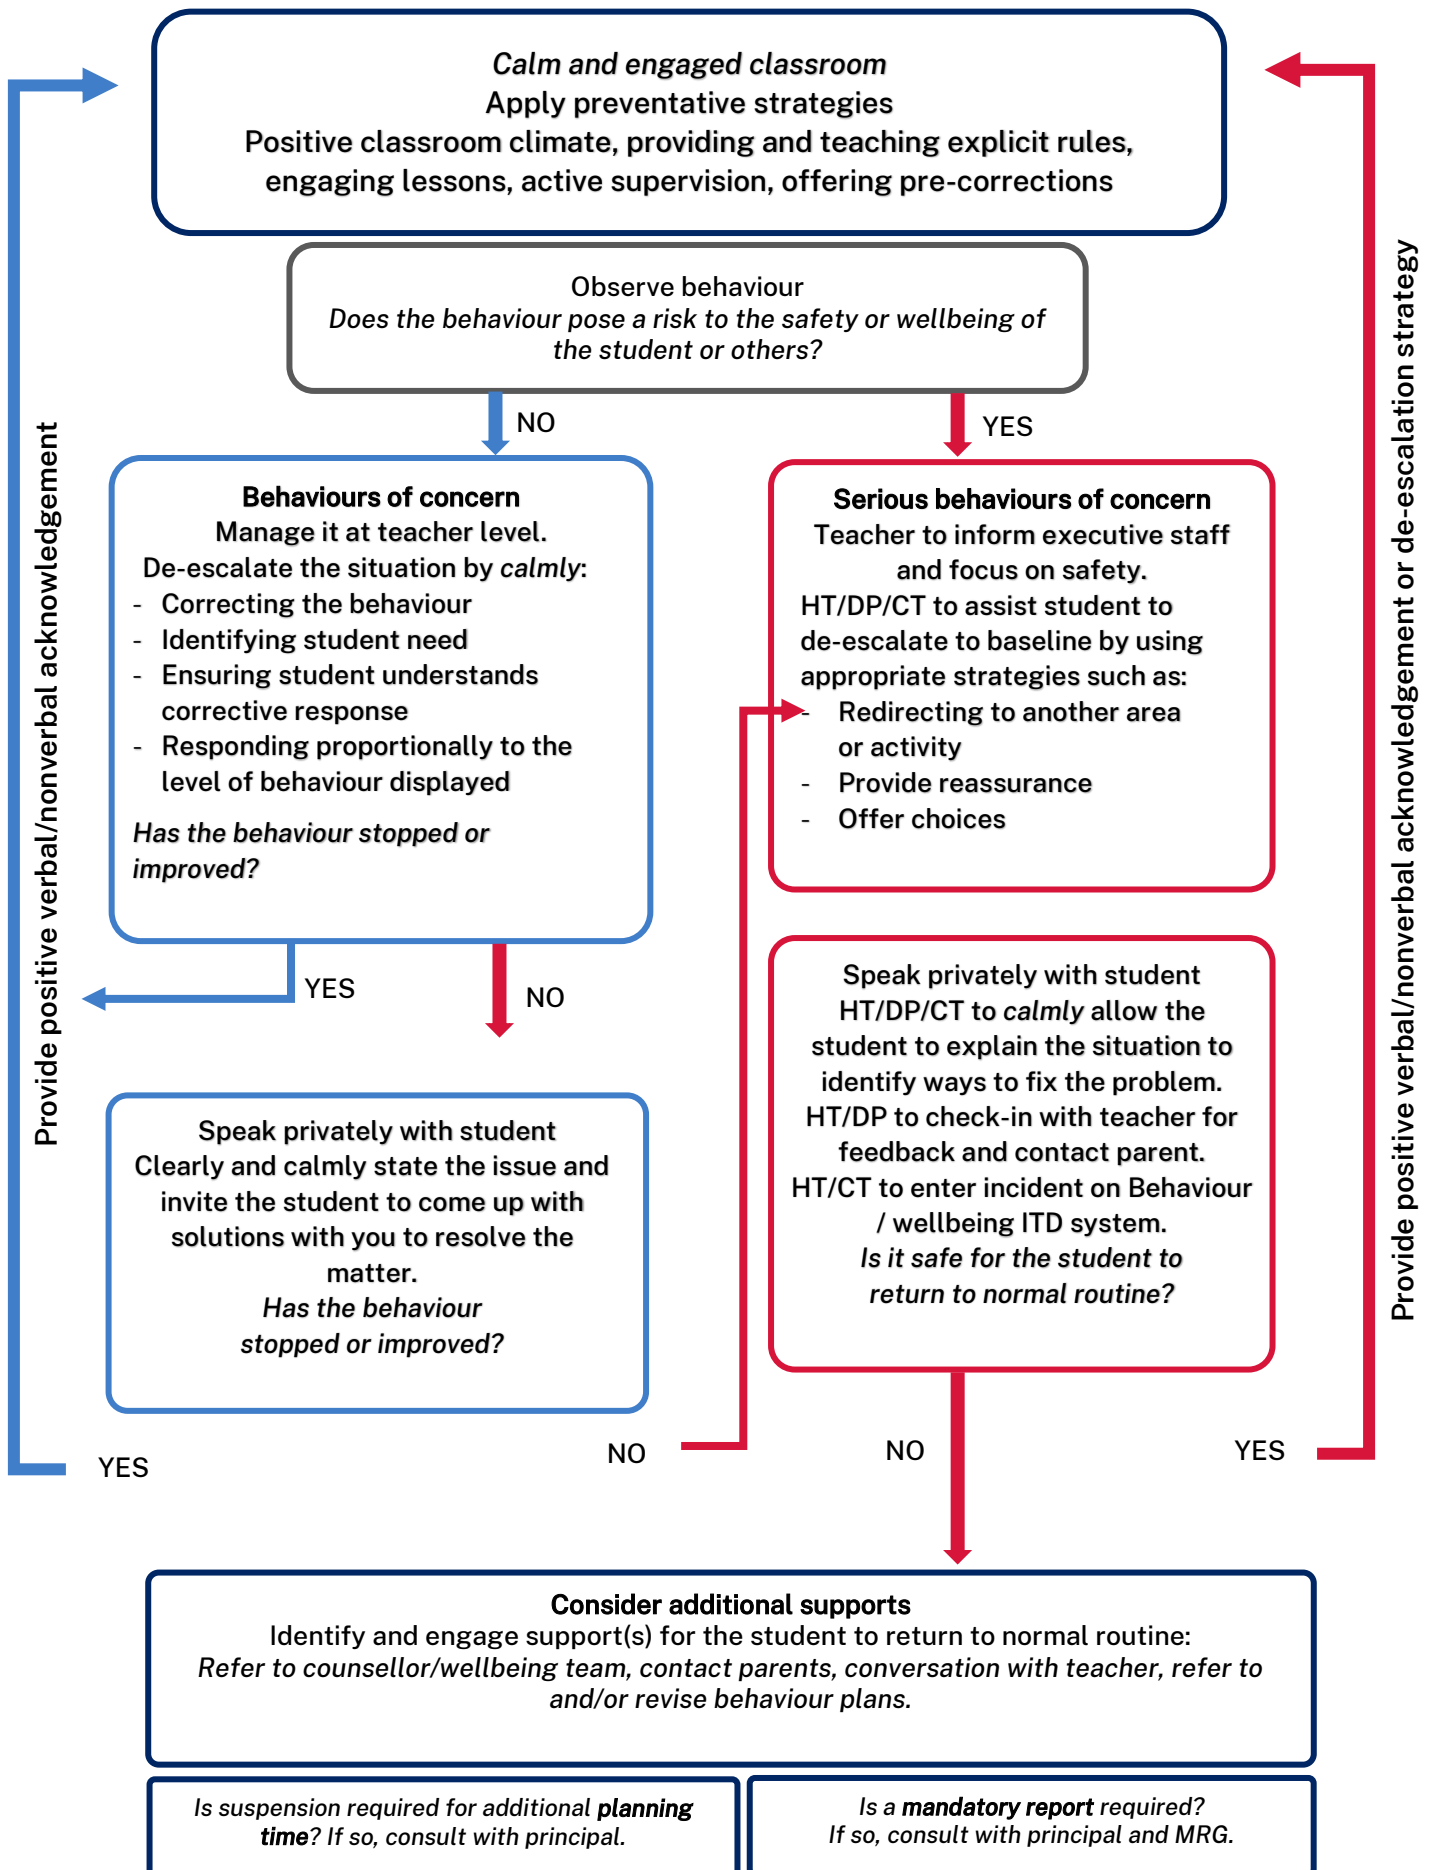 Calm and engaged classroom
Apply preventative strategies
Positive classroom climate, providing and teaching explicit rules,
engaging lessons, active supervision, offering pre-corrections
Observe behaviour
Does the behaviour pose a risk to the safety or wellbeing of
the student or others?
NO
YES
Behaviours of concern
Manage it at teacher level.
De-escalate the situation by calmly:
- Correcting the behaviour
- Identifying student need
- Ensuring student understands
corrective response
- Responding proportionally to the
level of behaviour displayed
Has the behaviour stopped or
improved?
YES
NO
Speak privately with student
Clearly and calmly state the issue and
invite the student to come up with
solutions with you to resolve the
matter.
Has the behaviour
stopped or improved?
YES
NO
Provide positive verbal/nonverbal acknowledgement
Serious behaviours of concern
Teacher to inform executive staff
and focus on safety.
HT/DP/CT to assist student to
de-escalate to baseline by using
appropriate strategies such as:
- Redirecting to another area
or activity
- Provide reassurance
- Offer choices
Speak privately with student
HT/DP/CT to calmly allow the
student to explain the situation to
identify ways to fix the problem.
HT/DP to check-in with teacher for
feedback and contact parent.
HT/CT to enter incident on Behaviour
/ wellbeing ITD system.
Is it safe for the student to
return to normal routine?
NO
YES
Provide positive verbal/nonverbal acknowledgement or de-escalation strategy
Consider additional supports
Identify and engage support(s) for the student to return to normal routine:
Refer to counsellor/wellbeing team, contact parents, conversation with teacher, refer to
and/or revise behaviour plans.
Is suspension required for additional planning
time? If so, consult with principal.
Is a mandatory report required?
If so, consult with principal and MRG.